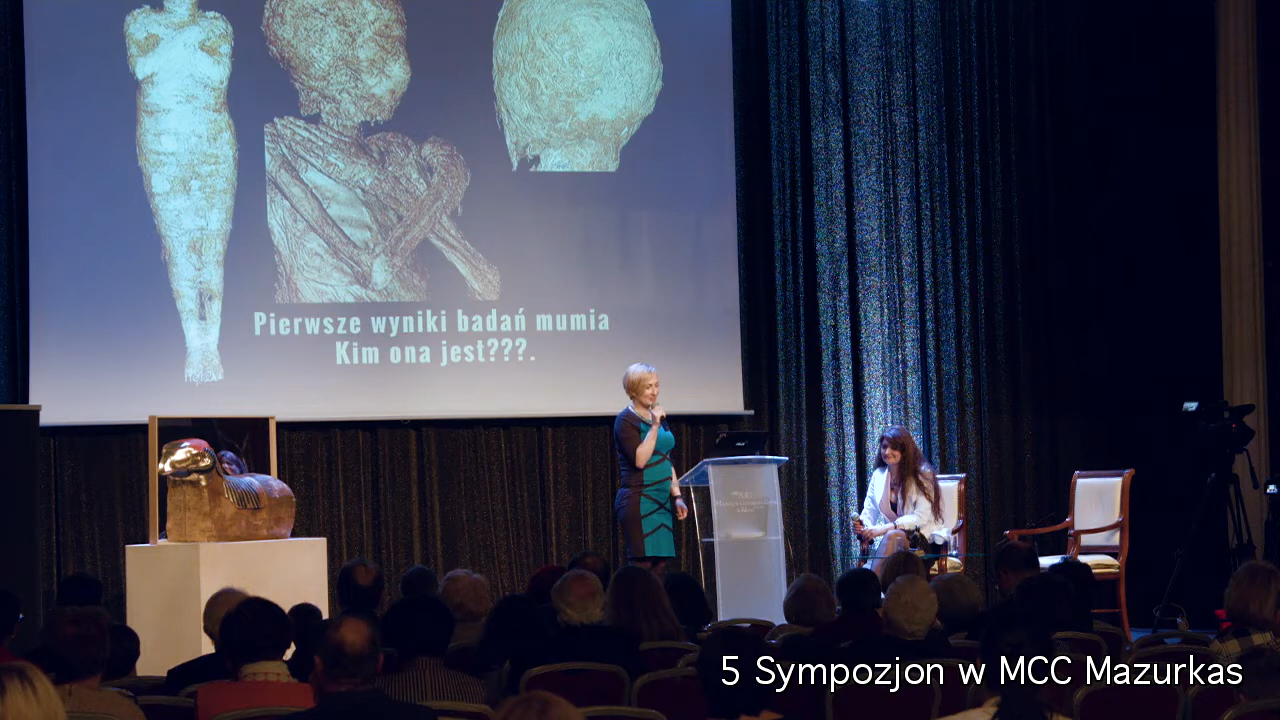 Pierwsze wyniki badań mumia
Kim ona jest???.
5 Sympozjon w MCC Mazurkas